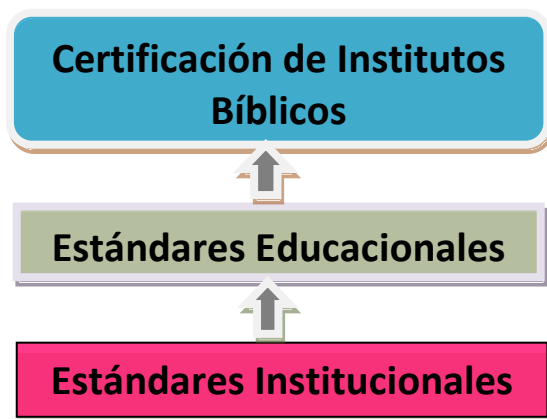 Certificación de Institutos
Bíblicos
Estándares Educacionales
Estándares Institucionales